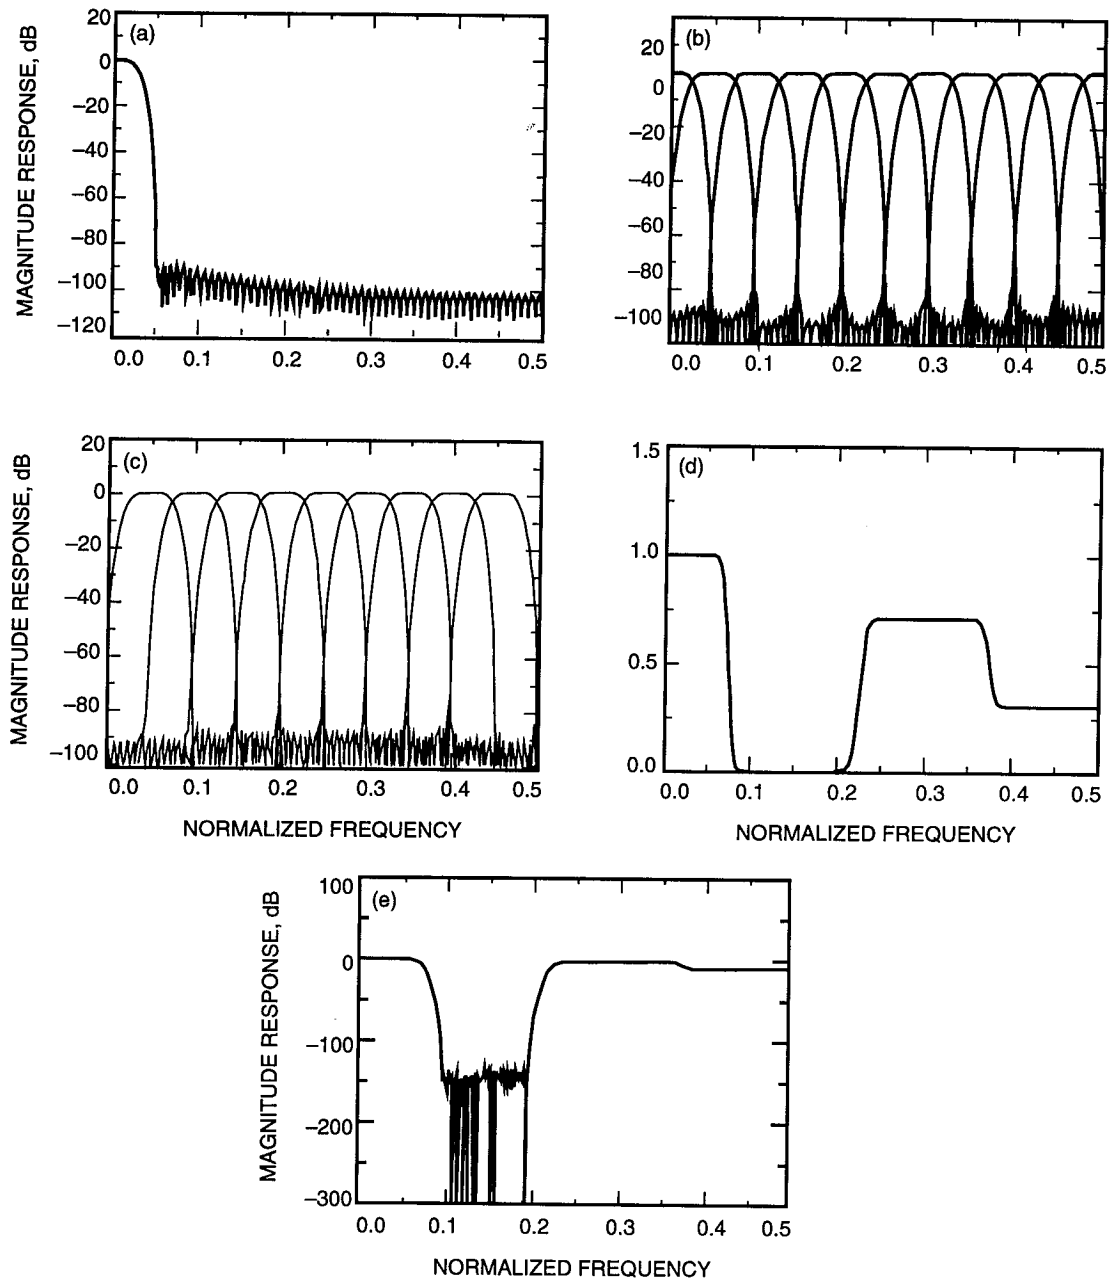 MAGNITUDE RESPONSE, dB
(a)
20
0
−20
−40
−60
−80
−100
−120
0.0 0.1 0.2 0.3 0.4 0.5
(b)
20
0
−20
−40
−60
−80
−100
0.0 0.1 0.2 0.3 0.4 0.5
MAGNITUDE RESPONSE, dB
(c)
20
0
−20
−40
−60
−80
−100
0.0 0.1 0.2 0.3 0.4 0.5
NORMALIZED FREQUENCY
(d)
1.5
1.0
0.5
0.0
0.0 0.1 0.2 0.3 0.4 0.5
NORMALIZED FREQUENCY
MAGNITUDE RESPONSE, dB
(e)
100
0
−100
−200
−300
0.0 0.1 0.2 0.3 0.4 0.5
NORMALIZED FREQUENCY